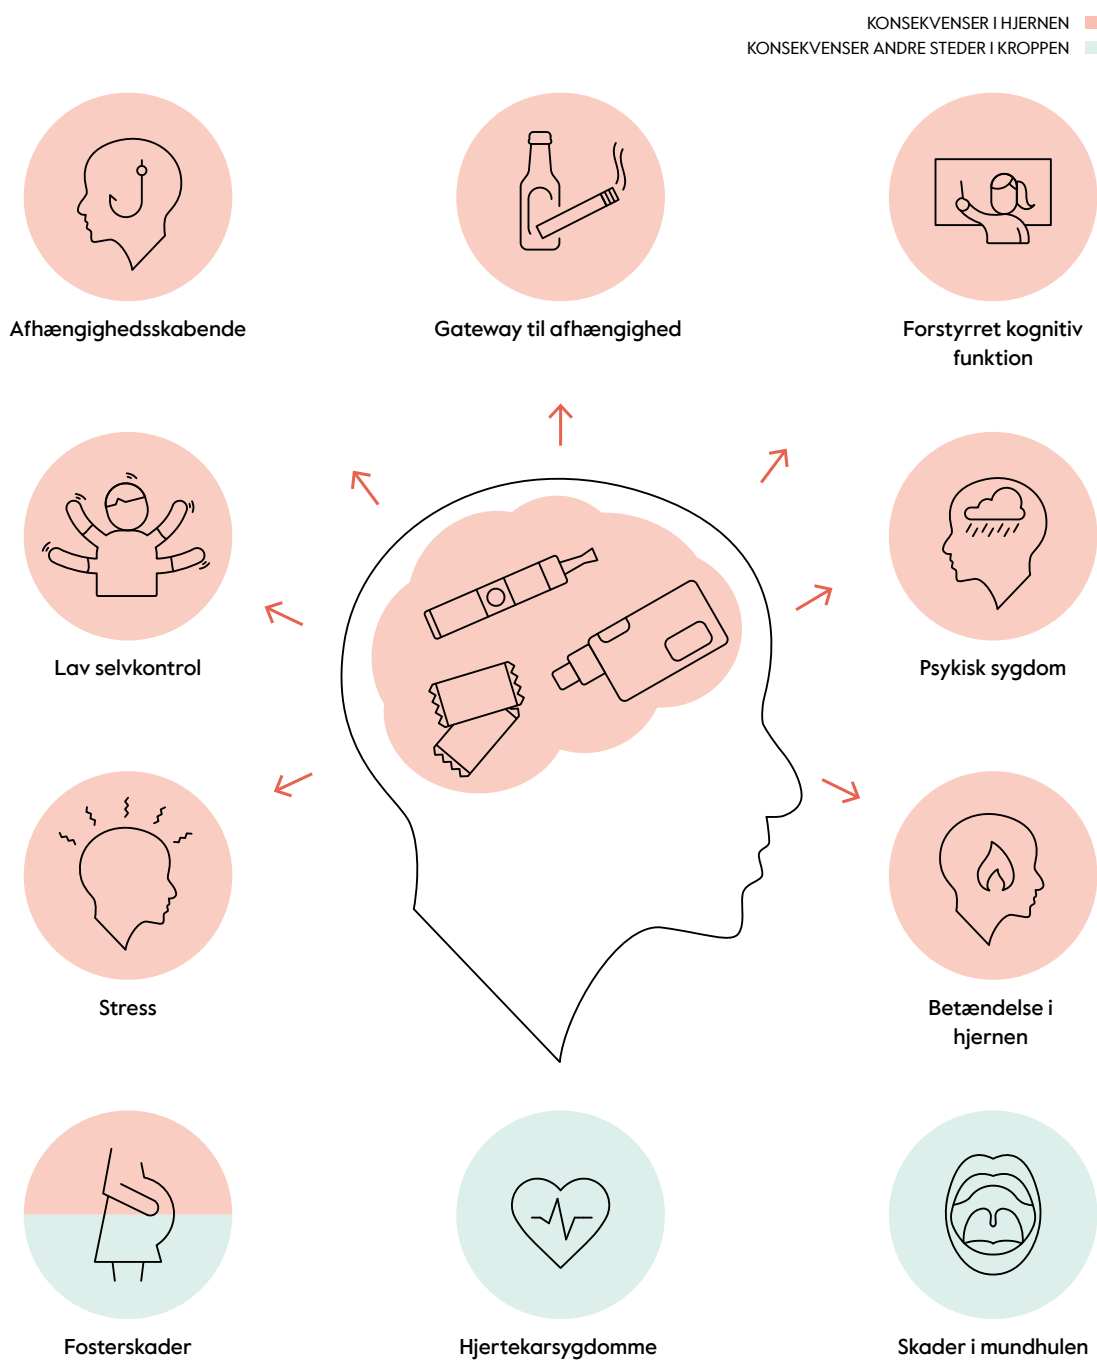 KONSEKVENSER I HJERNEN
KONSEKVENSER ANDRE STEDER I KROPPEN
Afhængighedsskabende
Gateway til afhængighed
Forstyrret kognitiv
funktion
Lav selvkontrol
Psykisk sygdom
Stress
Betændelse i
hjernen
Fosterskader
Hjertekarsygdomme
Skader i mundhulen